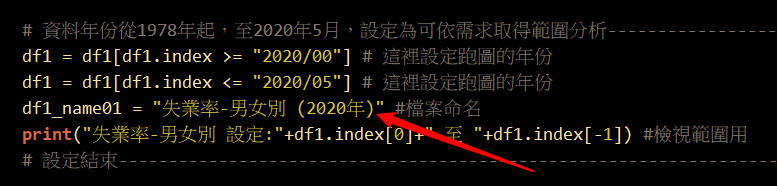 # 資料年份從1978年起，至2020年5月，設定為可依需求取得範圍分析-----------------
df1 = df1[df1.index >= "2020/00"] # 這裡設定跑圖的年份
df1 = df1[df1.index <= "2020/05"] # 這裡設定跑圖的年份
df1_name01 = "失業率-男女別 (2020年)" #檔案命名
print("失業率-男女別 設定:"+df1.index[0]+" 至 "+df1.index[-1]) #檢視範圍用
# 設定結束-----------------------------------------------------------------